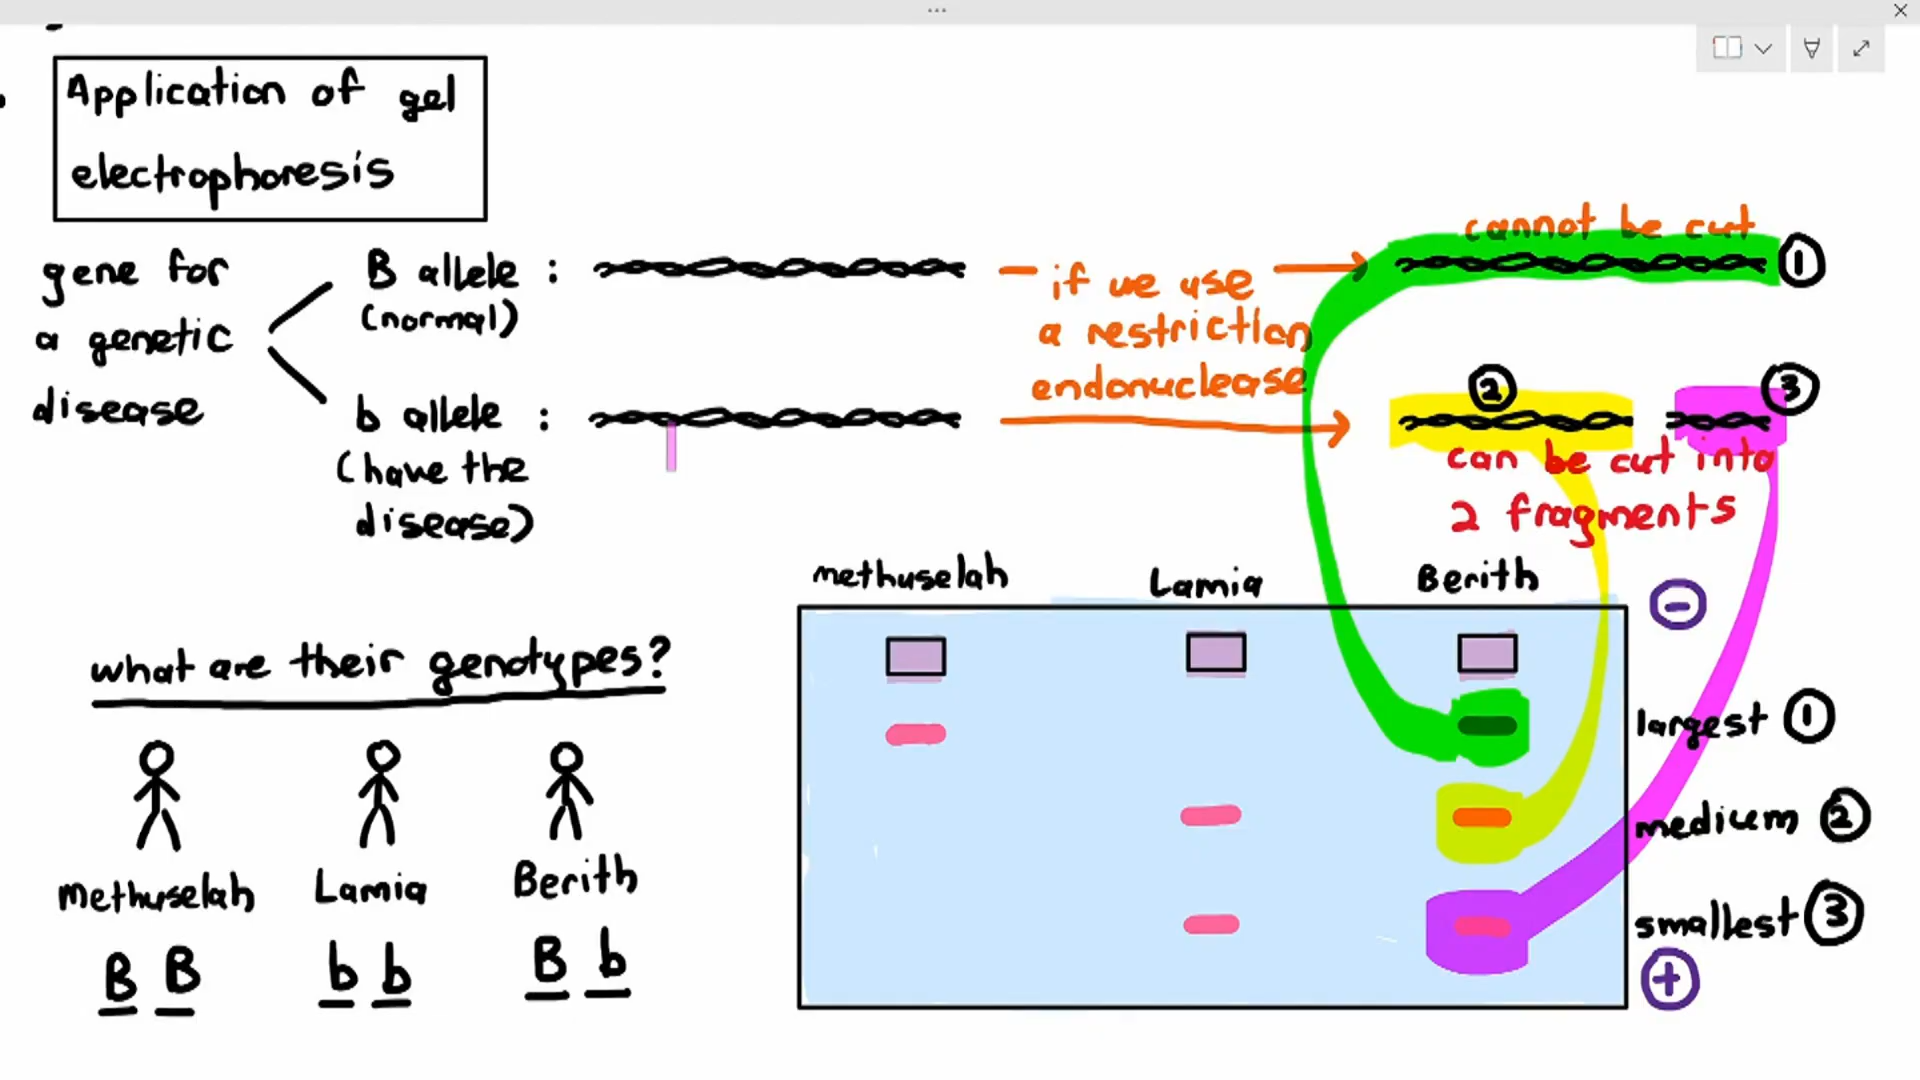 Application of gel
electrophoresis
gene for
a genetic
disease
B allele :
(normal)
b allele :
(have the
disease)
if we use
a restriction
endonuclease
cannot be cut
1
2
3
can be cut into
2 fragments
what are their genotypes?
Methuselah
Lamia
Berith
B B
b b
B b
methuselah
Lamia
Berith
−
largest 1
medium 2
smallest 3
+